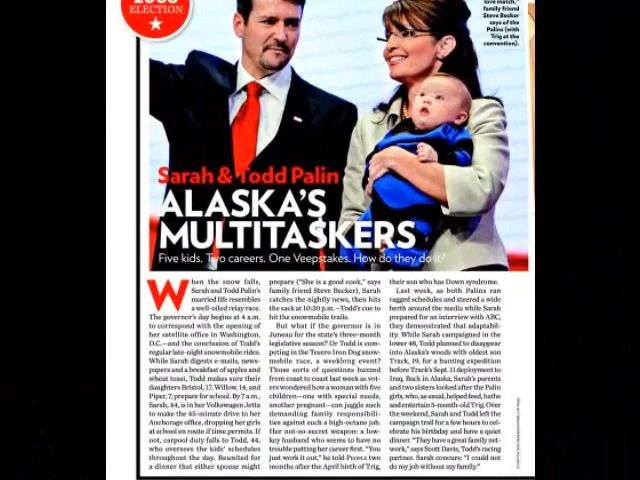 2008
ELECTION
love match,"
family friend
Steve Becker
says of the
Palins (with
Trig at the
convention).
Sarah & Todd Palin
ALASKA'S
MULTITASKERS
Five kids. Two careers. One Veepstakes. How do they do it?
When the snow falls,
Sarah and Todd Palin's
married life resembles
a well-oiled relay race.
The governor's day begins at 4 a.m.
to correspond with the opening of
her satellite office in Washington,
D.C.—and the conclusion of Todd's
regular late-night snowmobile rides.
While Sarah digests e-mails, news-
papers and a breakfast of apples and
wheat toast, Todd makes sure their
daughters Bristol, 17, Willow, 14, and
Piper, 7, prepare for school. By 7 a.m.,
Sarah, 44, is in her Volkswagen Jetta
to make the 45-minute drive to her
Anchorage office, dropping her girls
at school en route if time permits. If
not, carpool duty falls to Todd, 44,
who oversees the kids' schedules
throughout the day. Reunited for
a dinner that either spouse might
prepare ("She is a good cook," says
family friend Steve Becker), Sarah
catches the nightly news, then hits
the sack at 10:30 p.m.—Todd's cue to
hit the snowmobile trails.
But what if the governor is in
Juneau for the state's three-month
legislative season? Or Todd is com-
peting in the Tesoro Iron Dog snow-
mobile race, a weeklong event?
Those sorts of questions buzzed
from coast to coast last week as vot-
ers wondered how a woman with five
children—one with special needs,
another pregnant—can juggle such
demanding family responsibili-
ties against such a high-octane job.
Her not-so-secret weapon: a low-
key husband who seems to have no
trouble putting her career first. "You
just work it out," he told PEOPLE two
months after the April birth of Trig,
their son who has Down syndrome.
Last week, as both Palins ran
ragged schedules and steered a wide
berth around the media while Sarah
prepared for an interview with ABC,
they demonstrated that adaptabil-
ity. While Sarah campaigned in the
lower 48, Todd planned to disappear
into Alaska's woods with oldest son
Track, 19, for a hunting expedition
before Track's Sept. 11 deployment to
Iraq. Back in Alaska, Sarah's parents
and two sisters looked after the Palin
girls, who, as usual, helped feed, bathe
and entertain 5-month-old Trig. Over
the weekend, Sarah and Todd left the
campaign trail for a few hours to cel-
ebrate his birthday and have a quiet
dinner. "They have a great family net-
work," says Scott Davis, Todd's racing
partner. Sarah concurs: "I could not
do my job without my family."